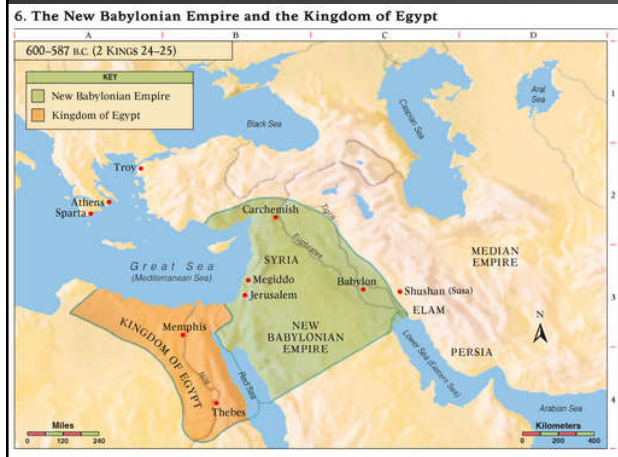 6. The New Babylonian Empire and the Kingdom of Egypt
A B C D
600–587 B.C. (2 KINGS 24–25)
KEY
New Babylonian Empire
Kingdom of Egypt
Aral
Sea
1
Caspian Sea
Black Sea
Troy
Athens
Sparta
2
Carchemish
Tigris
Euphrates
MEDIAN
EMPIRE
SYRIA
Great Sea
(Mediterranean Sea)
Megiddo
Babylon
Shushan (Susa)
3
Jerusalem
ELAM
N
KINGDOM OF EGYPT
Memphis
NEW
BABYLONIAN
EMPIRE
PERSIA
Lower Sea (Eastern Sea)
Nile
Red Sea
4
Thebes
Arabian Sea
Miles
0 120 240
Kilometers
0 200 400